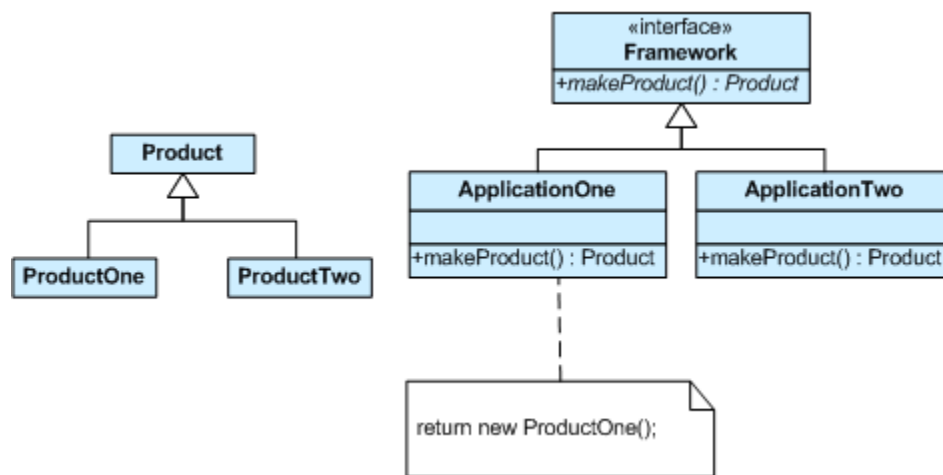 «interface»
Framework
+makeProduct() : Product
Product
ProductOne
ProductTwo
ApplicationOne
+makeProduct() : Product
ApplicationTwo
+makeProduct() : Product
return new ProductOne();